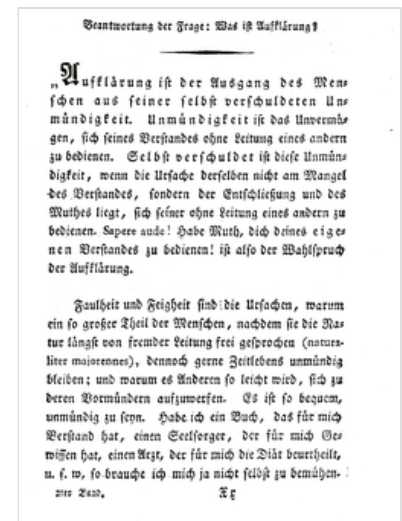 Beantwortung der Frage: Was ist Aufklärung?
„Aufklärung ist der Ausgang des Men⸗
schen aus seiner selbst verschuldeten Un⸗
mündigkeit. Unmündigkeit ist das Unvermö⸗
gen, sich seines Verstandes ohne Leitung eines andern
zu bedienen. Selbst verschuldet ist diese Unmün⸗
digkeit, wenn die Ursache derselben nicht am Mangel
des Verstandes, sondern der Entschließung und des
Muthes liegt, sich seiner ohne Leitung eines andern zu
bedienen. Sapere aude! Habe Muth, dich deines eige⸗
nen Verstandes zu bedienen! ist also der Wahlspruch
der Aufklärung.
Faulheit und Feigheit sind die Ursachen, warum
ein so großer Theil der Menschen, nachdem sie die Na⸗
tur längst von fremder Leitung frei gesprochen (natura-
liter majorennes), dennoch gerne Zeitlebens unmündig
bleiben; und warum es Anderen so leicht wird, sich zu
deren Vormündern aufzuwerfen. Es ist so bequem,
unmündig zu seyn. Habe ich ein Buch, das für mich
Verstand hat, einen Seelsorger, der für mich Ge⸗
wissen hat, einen Arzt, der für mich die Diät beurtheilt,
u. s. w, so brauche ich mich ja nicht selbst zu bemühen.
2ter Band.